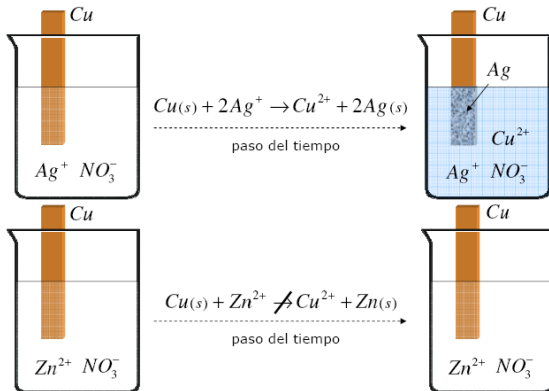 Cu
Cu
Ag
Cu(s) + 2Ag⁺ → Cu²⁺ + 2Ag(s)
paso del tiempo
Cu²⁺
Ag⁺ NO₃⁻
Ag⁺ NO₃⁻
Cu
Cu
Cu(s) + Zn²⁺ ↛ Cu²⁺ + Zn(s)
paso del tiempo
Zn²⁺ NO₃⁻
Zn²⁺ NO₃⁻